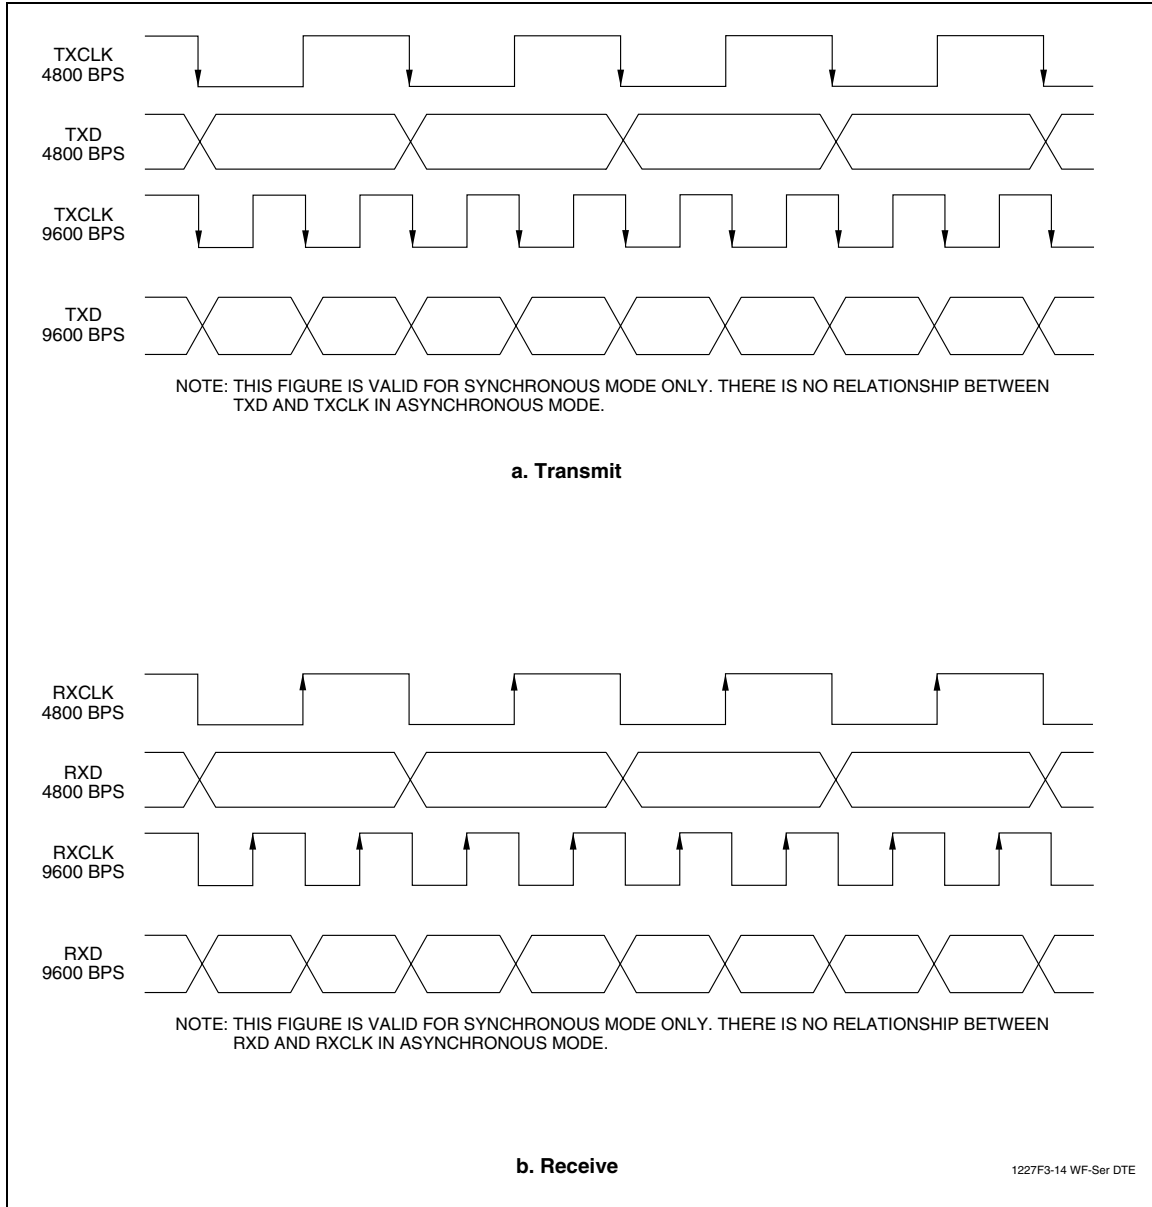 TXCLK
4800 BPS
TXD
4800 BPS
TXCLK
9600 BPS
TXD
9600 BPS
NOTE: THIS FIGURE IS VALID FOR SYNCHRONOUS MODE ONLY. THERE IS NO RELATIONSHIP BETWEEN
TXD AND TXCLK IN ASYNCHRONOUS MODE.
a. Transmit
RXCLK
4800 BPS
RXD
4800 BPS
RXCLK
9600 BPS
RXD
9600 BPS
NOTE: THIS FIGURE IS VALID FOR SYNCHRONOUS MODE ONLY. THERE IS NO RELATIONSHIP BETWEEN
RXD AND RXCLK IN ASYNCHRONOUS MODE.
b. Receive
1227F3-14 WF-Ser DTE